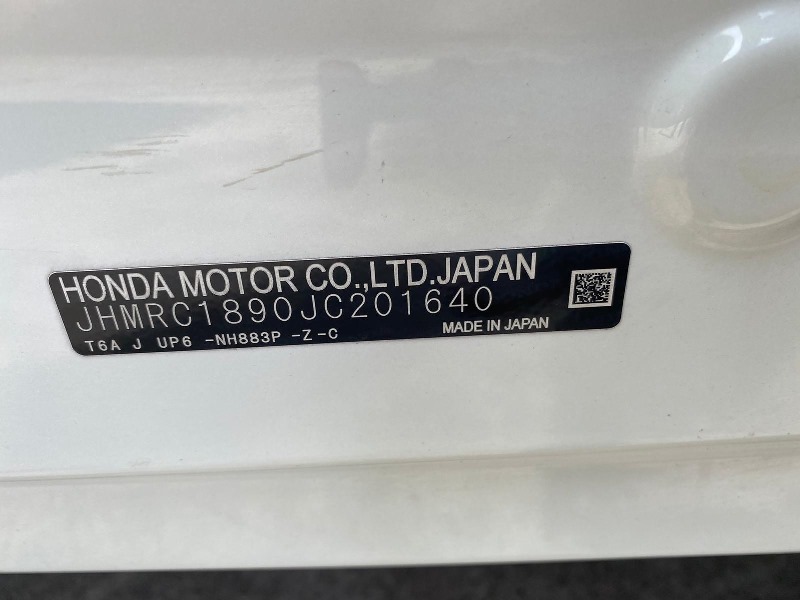 HONDA MOTOR CO.,LTD.JAPAN
JHMRC1890JC201640
MADE IN JAPAN
T6A J UP6 -NH883P -Z-C